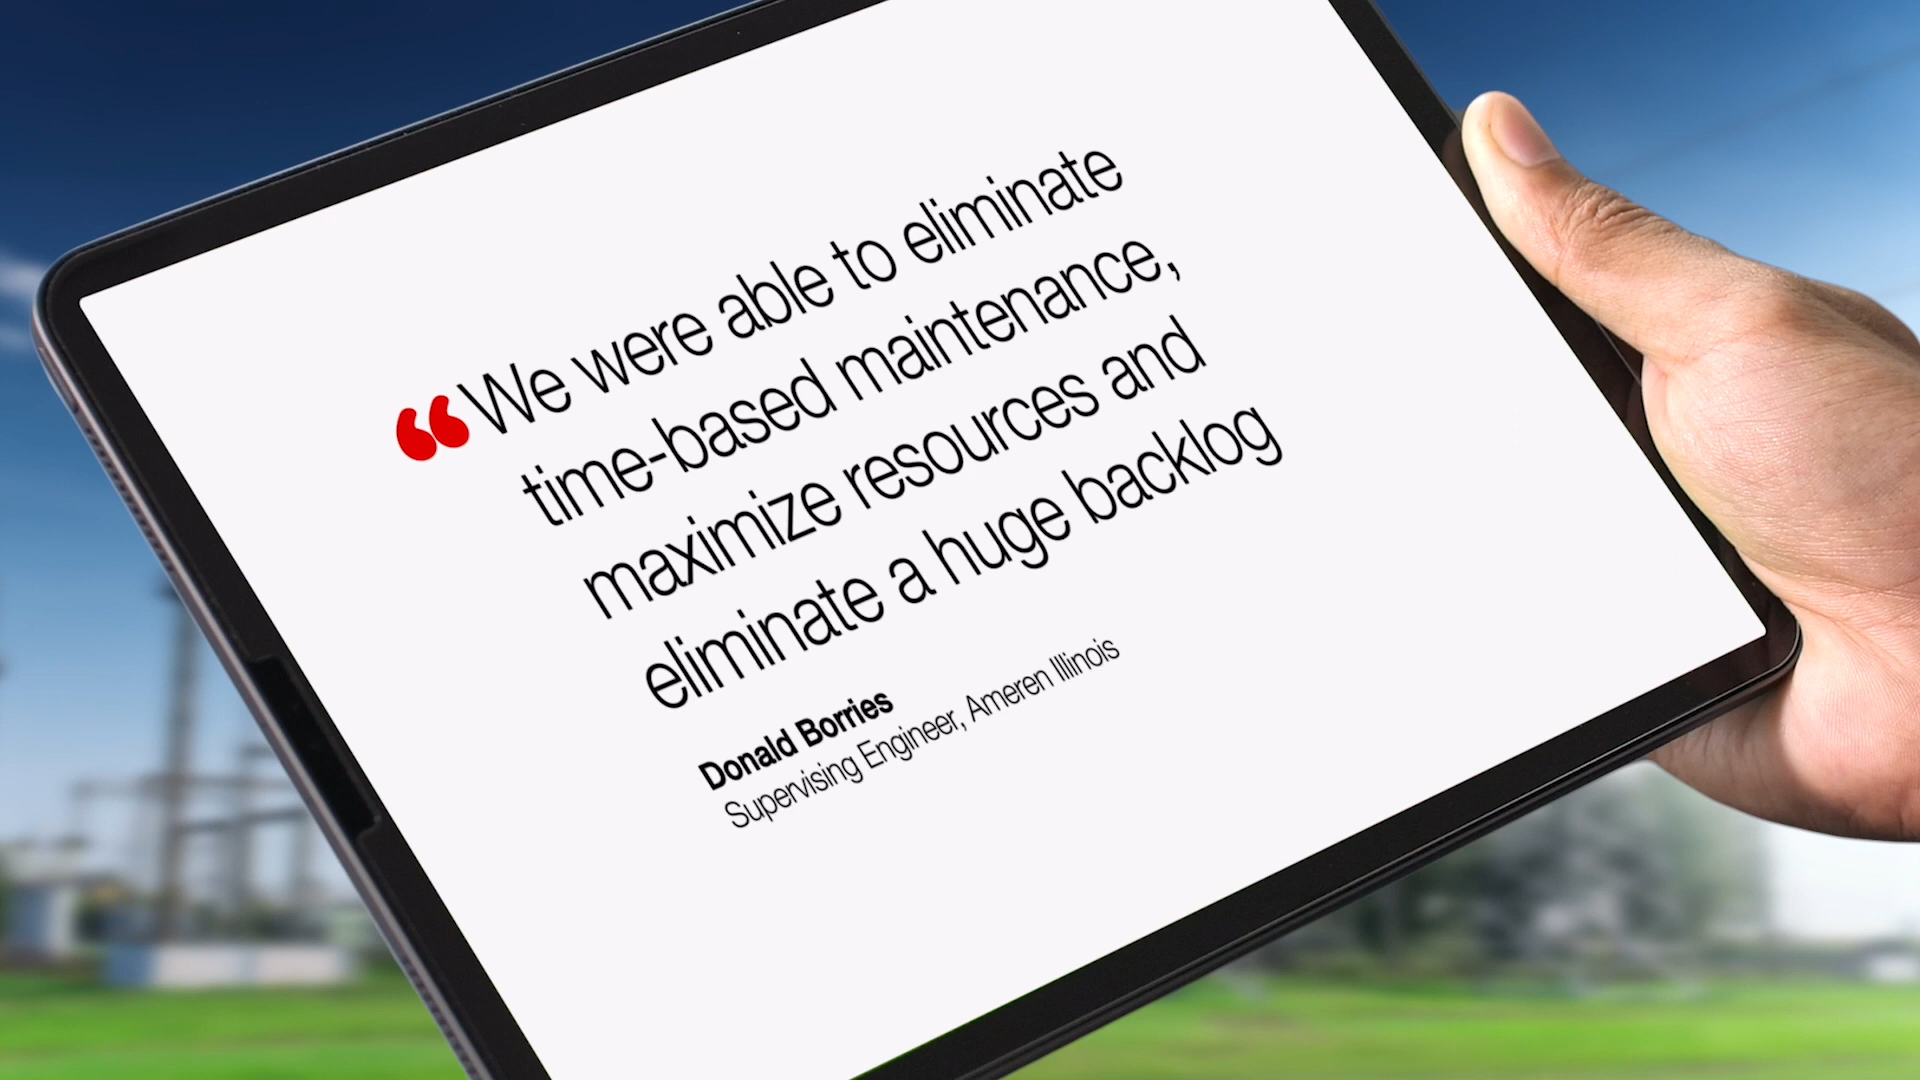 “We were able to eliminate
time-based maintenance,
maximize resources and
eliminate a huge backlog
Donald Borries
Supervising Engineer, Ameren Illinois